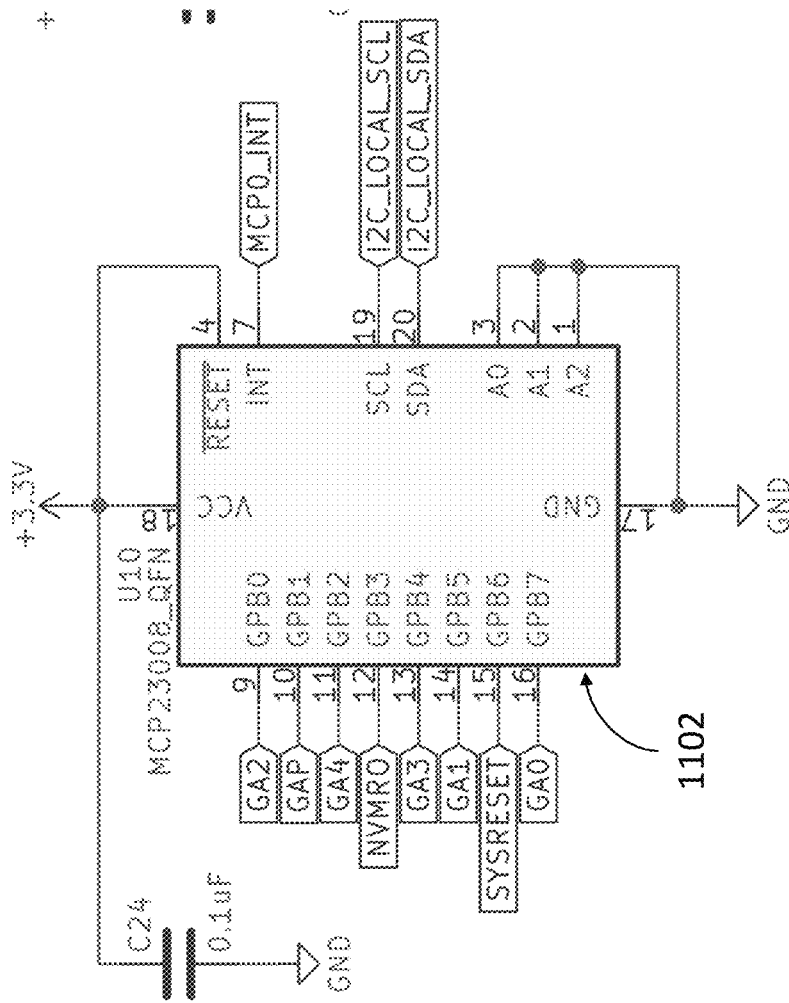 C24
0.1uF
GND
+3.3V
U10
MCP23008_QFN
18
VCC
RESET
4
INT
7
MCP0_INT
SCL
19
I2C_LOCAL_SCL
SDA
20
I2C_LOCAL_SDA
A0
3
A1
2
A2
1
GND
17
GND
GA2
9
GPB0
GAP
10
GPB1
GA4
11
GPB2
NVMRO
12
GPB3
GA3
13
GPB4
GA1
14
GPB5
SYSRESET
15
GPB6
GA0
16
GPB7
1102